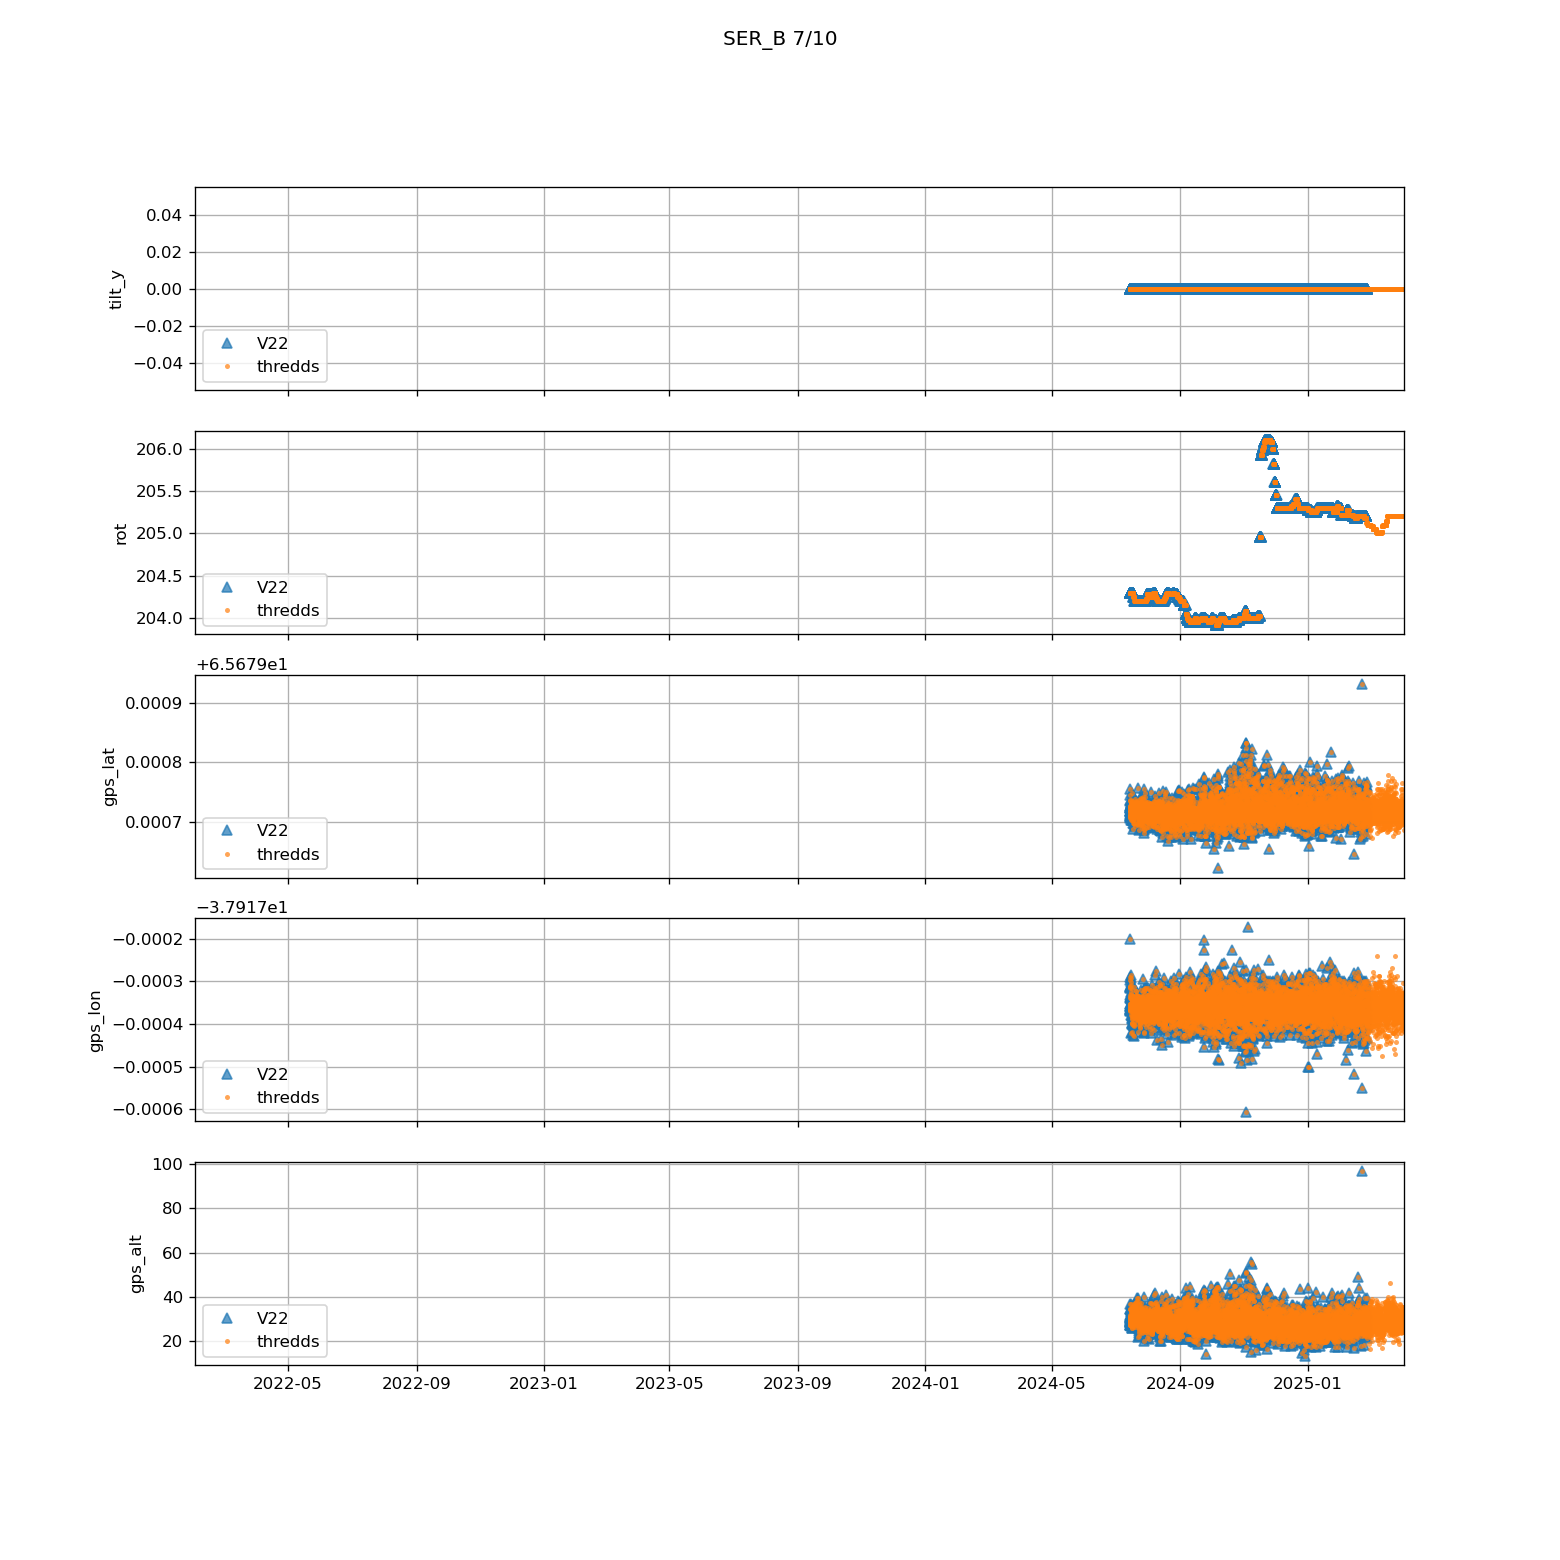 SER_B 7/10
0.04
0.02
0.00
−0.02
−0.04
tilt_y
V22
thredds
206.0
205.5
205.0
204.5
204.0
rot
V22
thredds
+6.5679e1
0.0009
0.0008
0.0007
gps_lat
V22
thredds
−3.7917e1
−0.0002
−0.0003
−0.0004
−0.0005
−0.0006
gps_lon
V22
thredds
100
80
60
40
20
gps_alt
V22
thredds
2022-05 2022-09 2023-01 2023-05 2023-09 2024-01 2024-05 2024-09 2025-01